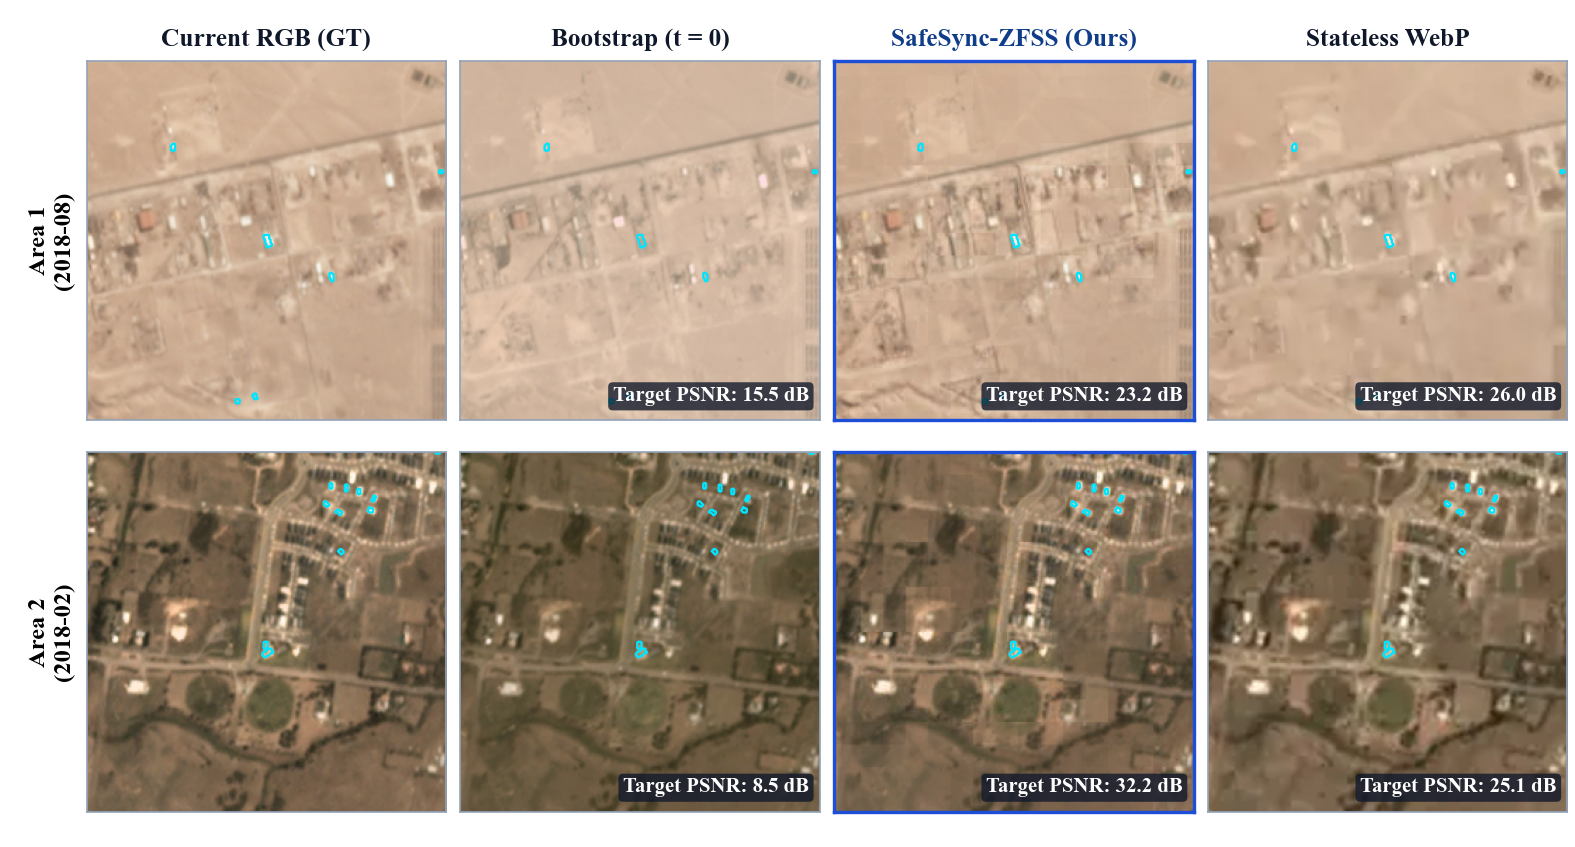 Current RGB (GT)
Bootstrap (t = 0)
SafeSync-ZFSS (Ours)
Stateless WebP
Area 1
(2018-08)
Target PSNR: 15.5 dB
Target PSNR: 23.2 dB
Target PSNR: 26.0 dB
Area 2
(2018-02)
Target PSNR: 8.5 dB
Target PSNR: 32.2 dB
Target PSNR: 25.1 dB